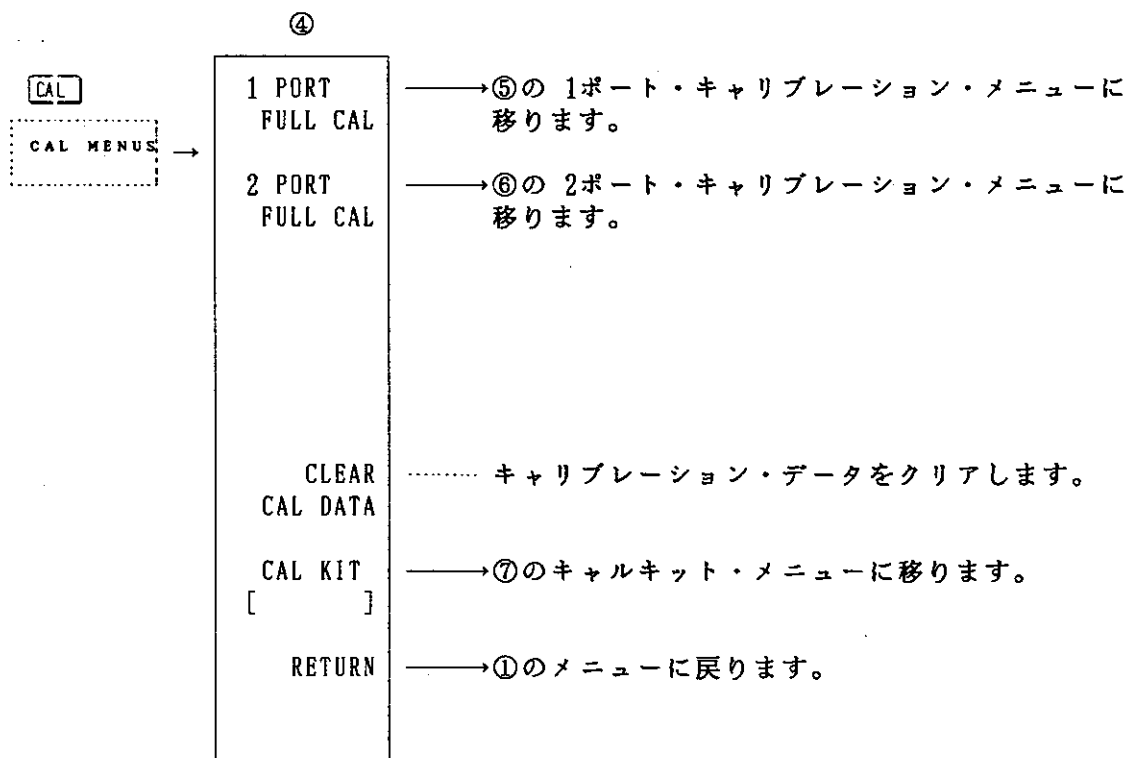 ④
CAL
CAL MENUS →
1 PORT ⟶⑤の 1ポート・キャリブレーション・メニューに
FULL CAL 移ります。
2 PORT ⟶⑥の 2ポート・キャリブレーション・メニューに
FULL CAL 移ります。
CLEAR ……… キャリブレーション・データをクリアします。
CAL DATA
CAL KIT ⟶⑦のキャルキット・メニューに移ります。
[ ]
RETURN ⟶①のメニューに戻ります。